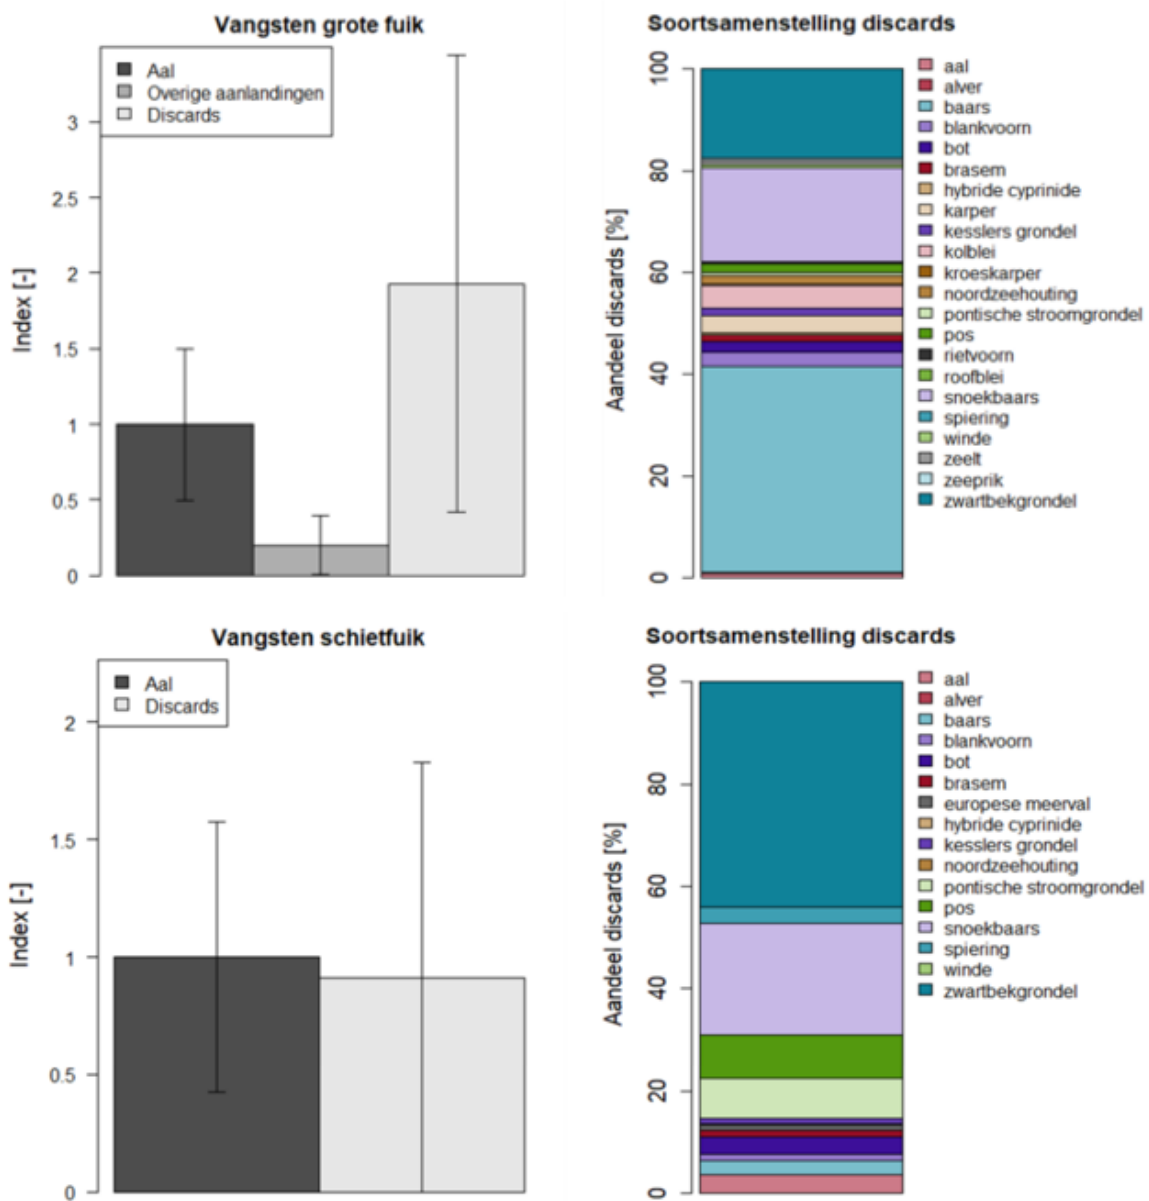 Vangsten grote fuik
Aal
Overige aanlandingen
Discards
Index [-]
3
2.5
2
1.5
1
0.5
0
Soortsamenstelling discards
Aandeel discards [%]
100
80
60
40
20
0
aal
alver
baars
blankvoorn
bot
brasem
hybride cyprinide
karper
kesslers grondel
kolblei
kroeskarper
noordzeehouting
pontische stroomgrondel
pos
rietvoorn
roofblei
snoekbaars
spiering
winde
zeelt
zeeprik
zwartbekgrondel
Vangsten schietfuik
Aal
Discards
Index [-]
2
1.5
1
0.5
0
Soortsamenstelling discards
Aandeel discards [%]
100
80
60
40
20
0
aal
alver
baars
blankvoorn
bot
brasem
europese meerval
hybride cyprinide
kesslers grondel
noordzeehouting
pontische stroomgrondel
pos
snoekbaars
spiering
winde
zwartbekgrondel